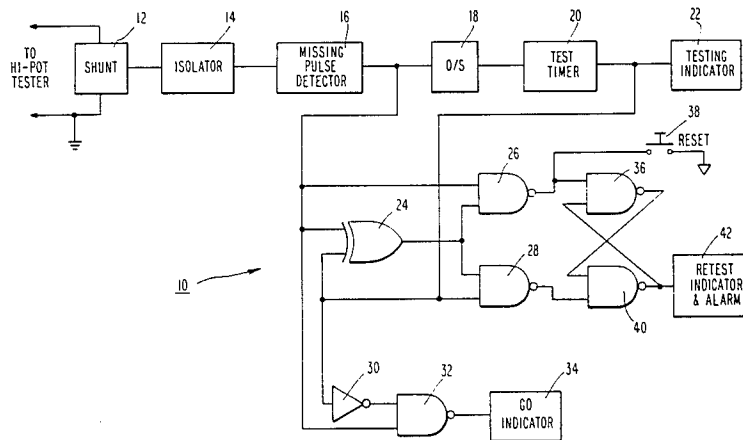 12
14
16
18
20
22
TO
HI-POT
TESTER
SHUNT
ISOLATOR
MISSING
PULSE
DETECTOR
O/S
TEST
TIMER
TESTING
INDICATOR
38
RESET
26
36
24
28
40
42
RETEST
INDICATOR
& ALARM
10
30
32
34
GO
INDICATOR